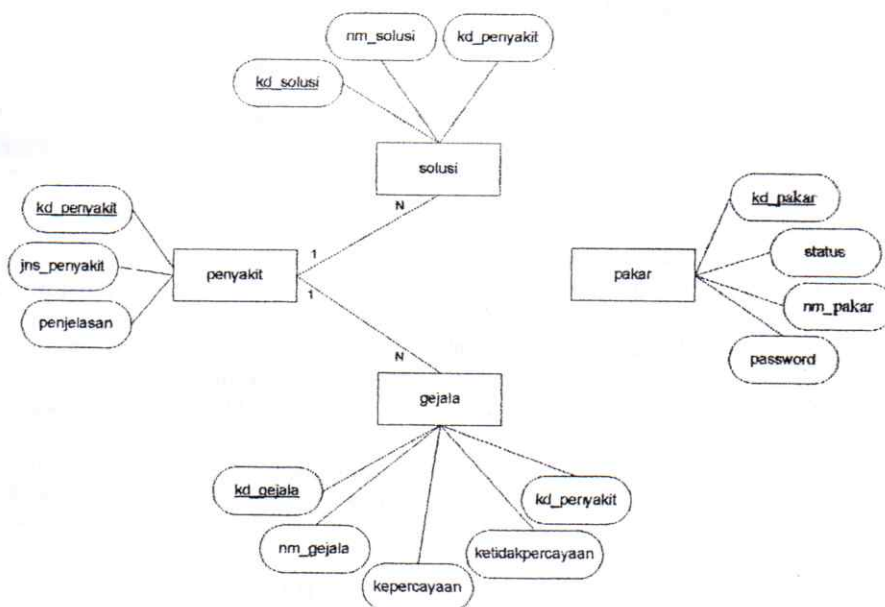 nm_solusi
kd_penyakit
kd_solusi
solusi
N
kd_penyakit
jns_penyakit
penjelasan
penyakit
1
1
kd_pakar
status
nm_pakar
password
pakar
N
gejala
kd_gejala
nm_gejala
kepercayaan
ketidakpercayaan
kd_penyakit